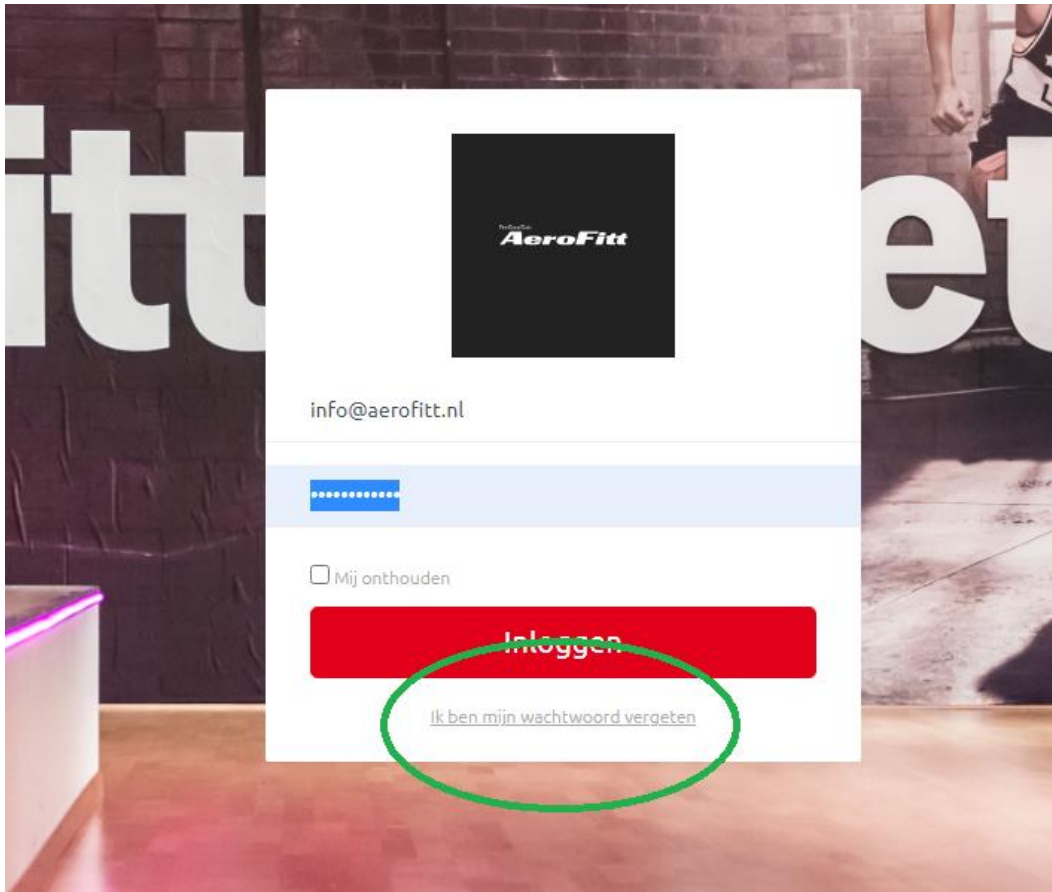 itt
et
AeroFitt
info@aerofitt.nl
••••••••••••
Mij onthouden
Inloggen
Ik ben mijn wachtwoord vergeten